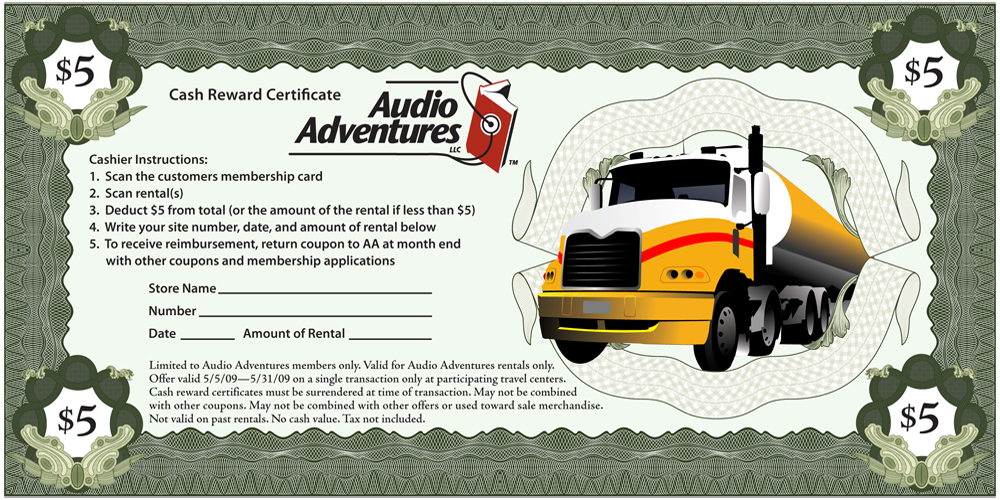 $5
$5
Cash Reward Certificate
Audio
Adventures
LLC
TM
Cashier Instructions:
1. Scan the customers membership card
2. Scan rental(s)
3. Deduct $5 from total (or the amount of the rental if less than $5)
4. Write your site number, date, and amount of rental below
5. To receive reimbursement, return coupon to AA at month end
with other coupons and membership applications
Store Name
Number
Date Amount of Rental
Limited to Audio Adventures members only. Valid for Audio Adventures rentals only.
Offer valid 5/5/09—5/31/09 on a single transaction only at participating travel centers.
Cash reward certificates must be surrendered at time of transaction. May not be combined
with other coupons. May not be combined with other offers or used toward sale merchandise.
Not valid on past rentals. No cash value. Tax not included.
$5
$5